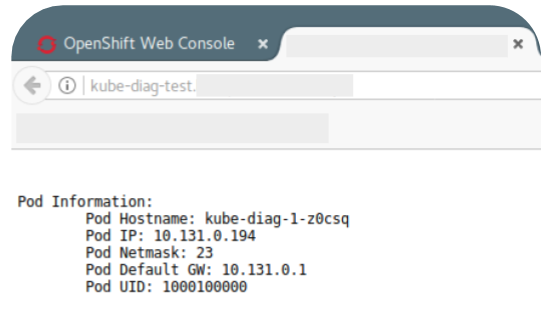 OpenShift Web Console ×
×
kube-diag-test.
Pod Information:
Pod Hostname: kube-diag-1-z0csq
Pod IP: 10.131.0.194
Pod Netmask: 23
Pod Default GW: 10.131.0.1
Pod UID: 1000100000